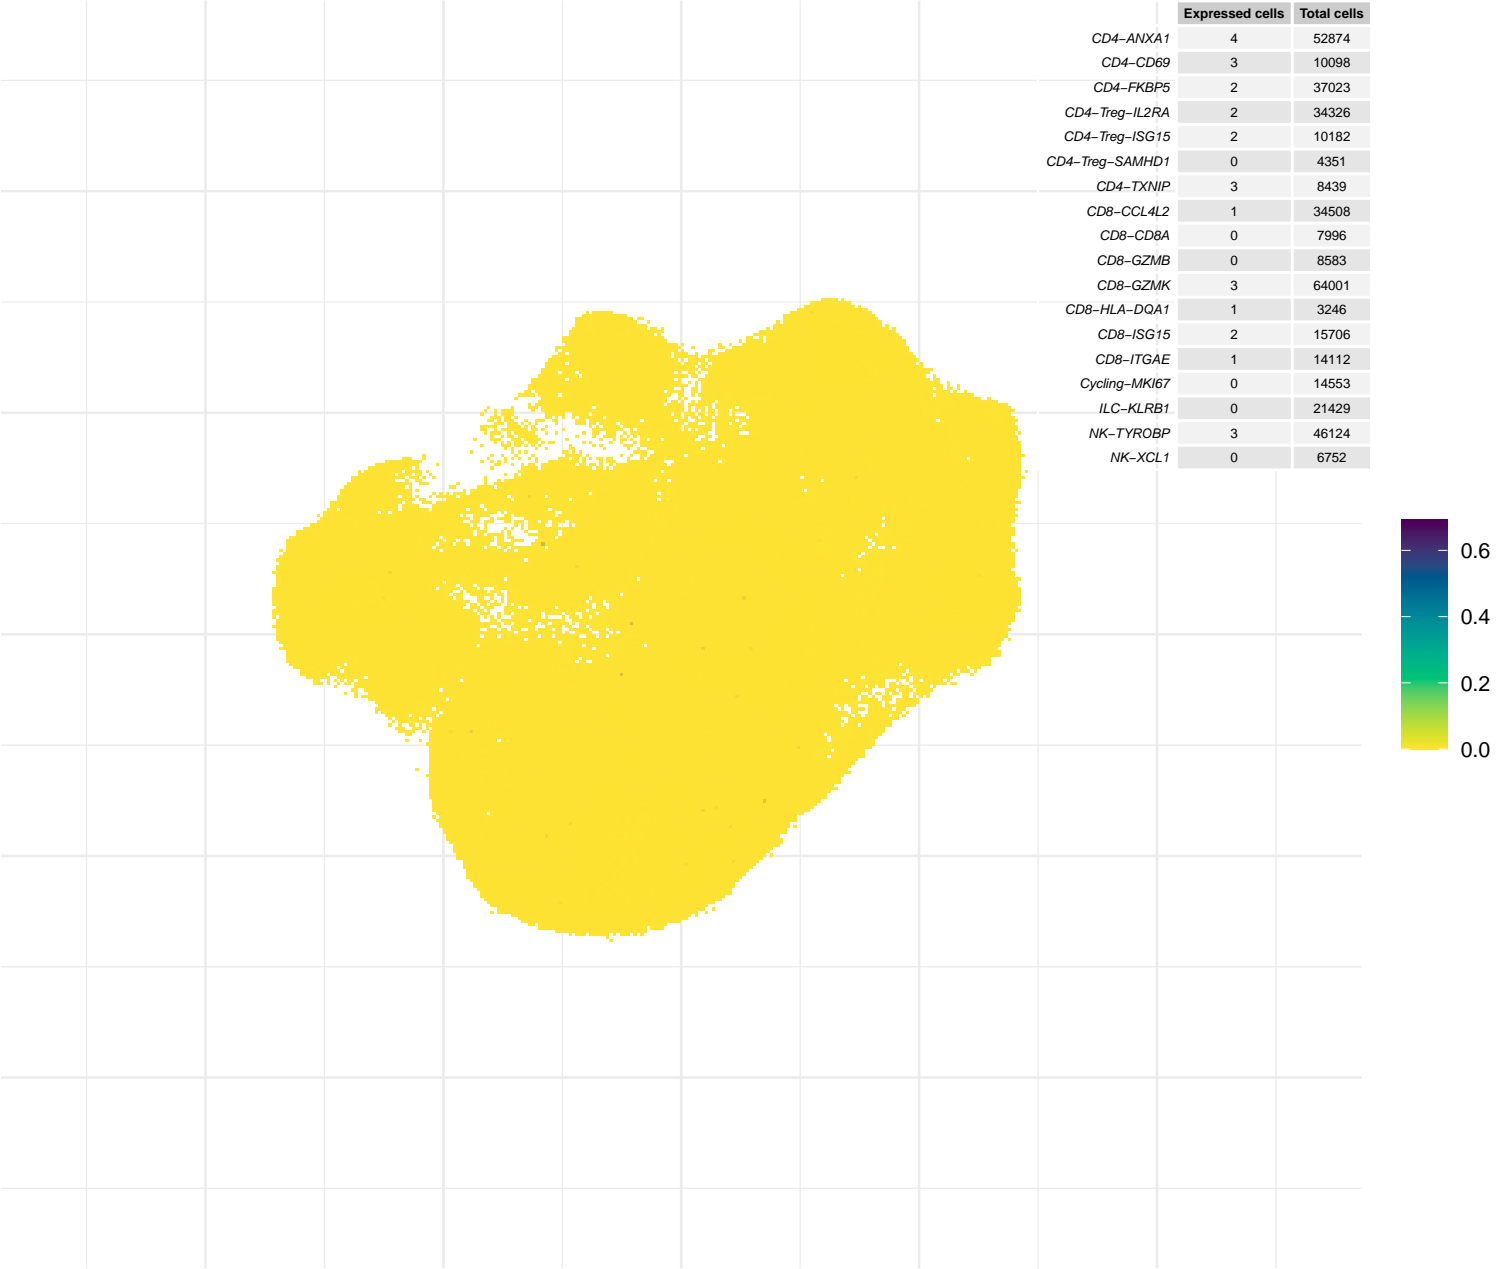 Expressed cells Total cells
CD4−ANXA1 4 52874
CD4−CD69 3 10098
CD4−FKBP5 2 37023
CD4−Treg−IL2RA 2 34326
CD4−Treg−ISG15 2 10182
CD4−Treg−SAMHD1 0 4351
CD4−TXNIP 3 8439
CD8−CCL4L2 1 34508
CD8−CD8A 0 7996
CD8−GZMB 0 8583
CD8−GZMK 3 64001
CD8−HLA−DQA1 1 3246
CD8−ISG15 2 15706
CD8−ITGAE 1 14112
Cycling−MKI67 0 14553
ILC−KLRB1 0 21429
NK−TYROBP 3 46124
NK−XCL1 0 6752
0.6
0.4
0.2
0.0